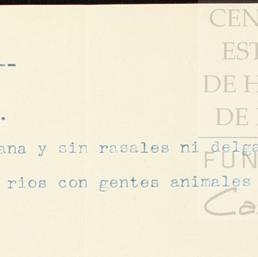 CEN
EST
DE H
--
DE
.
ana y sin rasales ni delga
FUN
rios con gentes animales
Ca